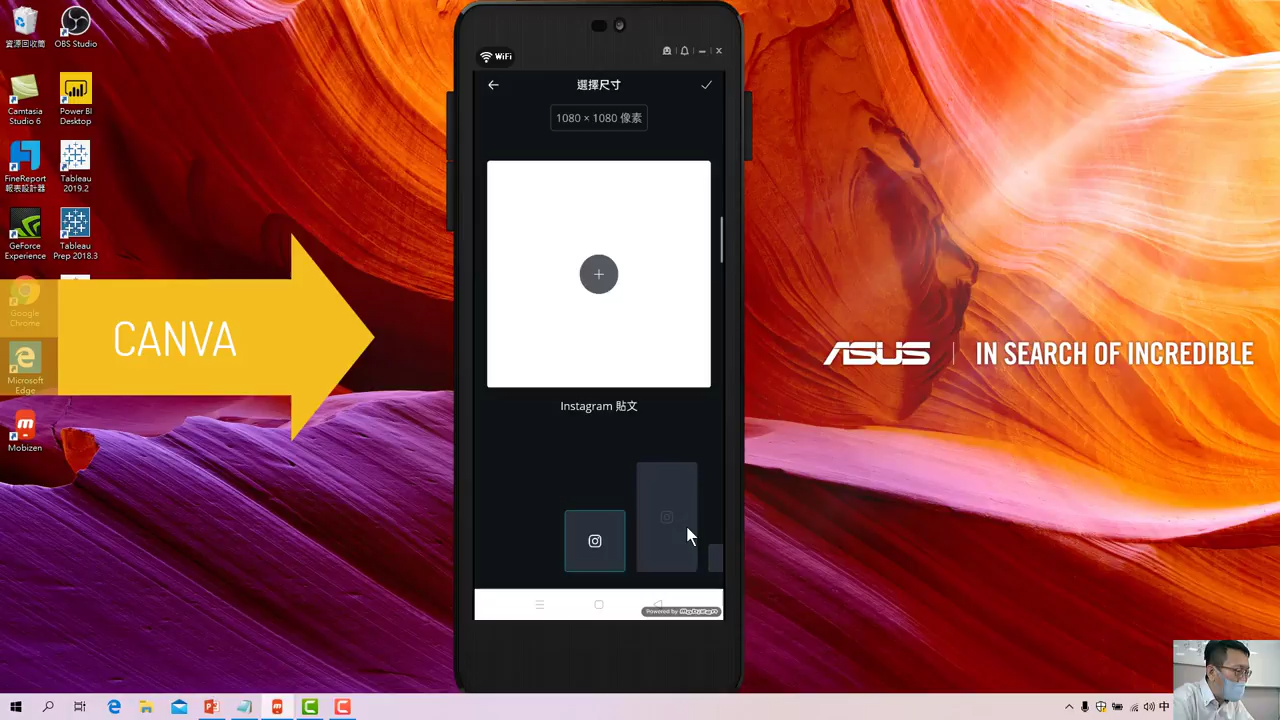 資源回收筒
OBS Studio
Camtasia
Studio 6
Power BI
Desktop
FineReport
報表設計器
Tableau
2019.2
GeForce
Experience
Tableau
Prep 2018.3
Google
Chrome
Microsoft
Edge
Mobizen
CANVA
WiFi
選擇尺寸
1080 × 1080 像素
Instagram 貼文
Powered by Mobizen
ASUS
IN SEARCH OF INCREDIBLE
中